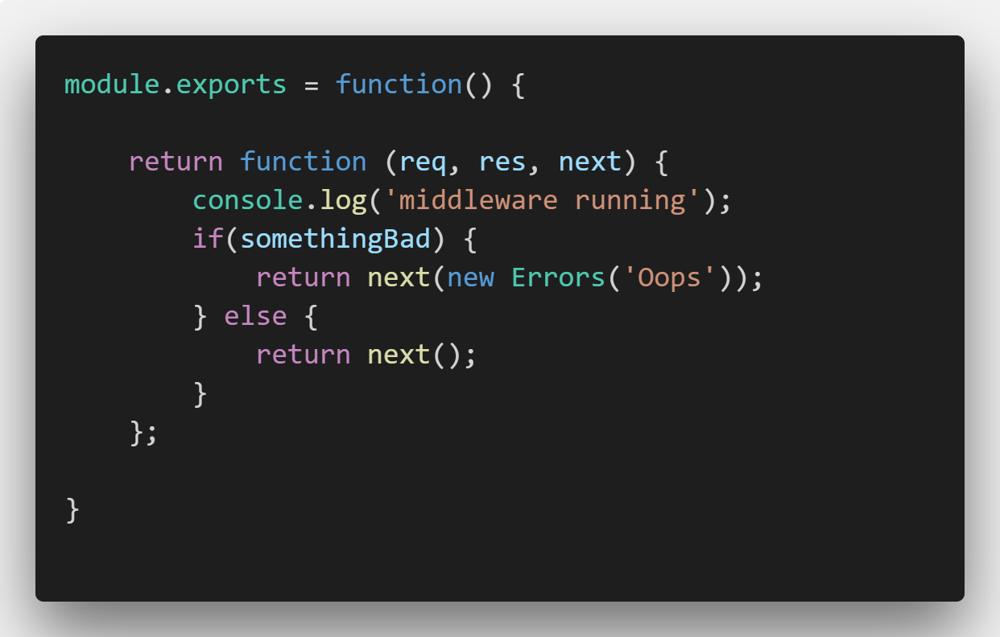 module.exports = function() {
    return function (req, res, next) {
        console.log('middleware running');
        if(somethingBad) {
            return next(new Errors('Oops'));
        } else {
            return next();
        }
    };
}